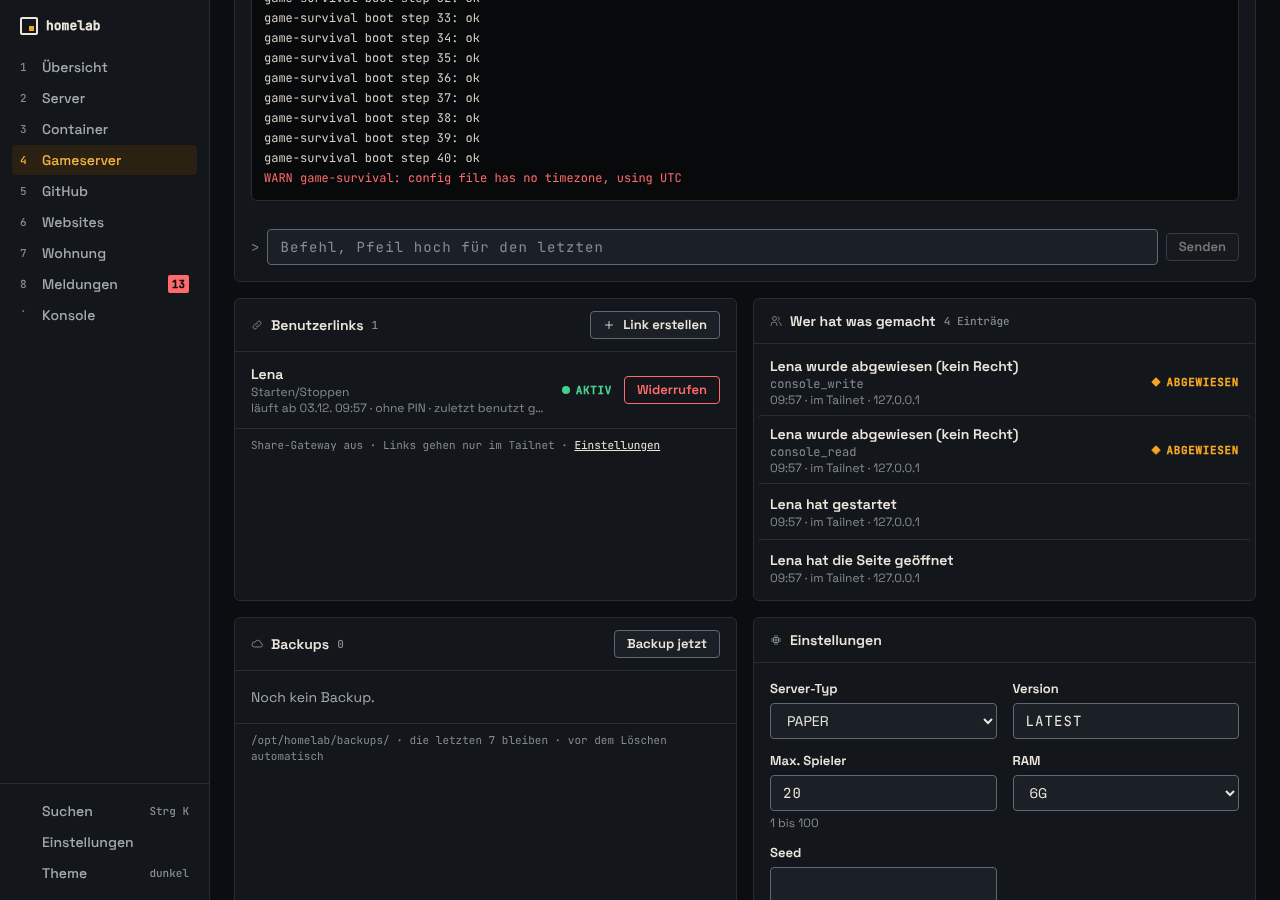 homelab
1 Übersicht
2 Server
3 Container
4 Gameserver
5 GitHub
6 Websites
7 Wohnung
8 Meldungen 13
` Konsole
Suchen Strg K
Einstellungen
Theme dunkel
game-survival boot step 33: ok
game-survival boot step 34: ok
game-survival boot step 35: ok
game-survival boot step 36: ok
game-survival boot step 37: ok
game-survival boot step 38: ok
game-survival boot step 39: ok
game-survival boot step 40: ok
WARN game-survival: config file has no timezone, using UTC
> Befehl, Pfeil hoch für den letzten Senden
Benutzerlinks 1 + Link erstellen
Lena
Starten/Stoppen
läuft ab 03.12. 09:57 · ohne PIN · zuletzt benutzt g…
AKTIV Widerrufen
Share-Gateway aus · Links gehen nur im Tailnet · Einstellungen
Wer hat was gemacht 4 Einträge
Lena wurde abgewiesen (kein Recht)
console_write
09:57 · im Tailnet · 127.0.0.1
ABGEWIESEN
Lena wurde abgewiesen (kein Recht)
console_read
09:57 · im Tailnet · 127.0.0.1
ABGEWIESEN
Lena hat gestartet
09:57 · im Tailnet · 127.0.0.1
Lena hat die Seite geöffnet
09:57 · im Tailnet · 127.0.0.1
Backups 0 Backup jetzt
Noch kein Backup.
/opt/homelab/backups/ · die letzten 7 bleiben · vor dem Löschen
automatisch
Einstellungen
Server-Typ Version
PAPER LATEST
Max. Spieler RAM
20 6G
1 bis 100
Seed